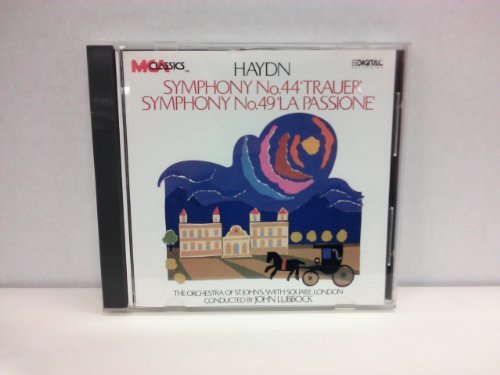 MCA CLASSICS™
DIGITAL
HAYDN
SYMPHONY No.44 'TRAUER'
SYMPHONY No.49 'LA PASSIONE'
THE ORCHESTRA OF ST. JOHN'S, SMITH SQUARE, LONDON
CONDUCTED BY JOHN LUBBOCK